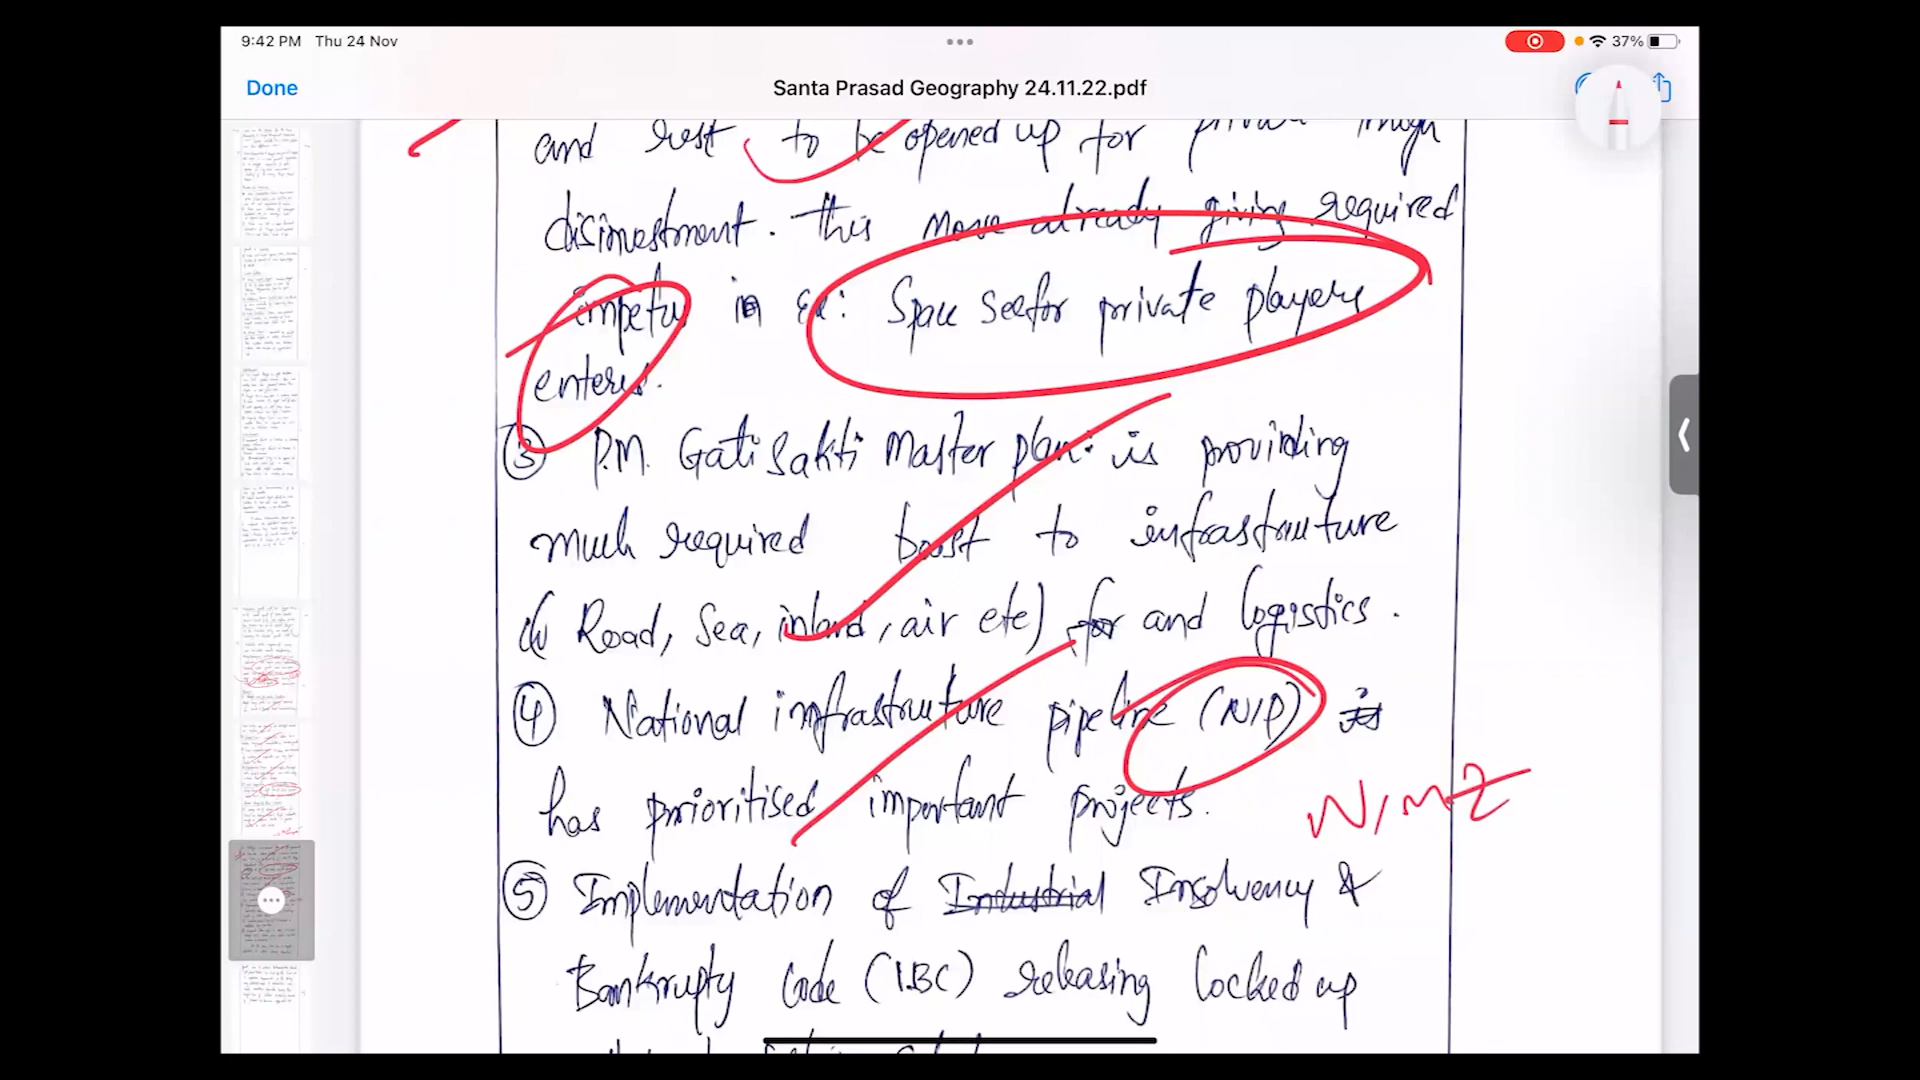 9:42 PM Thu 24 Nov
37%
Done
Santa Prasad Geography 24.11.22.pdf
and rest to be opened up for private through
disinvestment. This move already giving required
impetus in Ex: Space sector private players
enters.
③ P.M. Gati Sakti Master plan: is providing
much required boost to infrastructure
(Road, Sea, inland, air etc) for and logistics.
④ National infrastructure pipeline (NIP) is
has prioritised important projects.
NIMZ
⑤ Implementation of Industrial Insolvency &
Bankrupty Code (IBC) releasing locked up